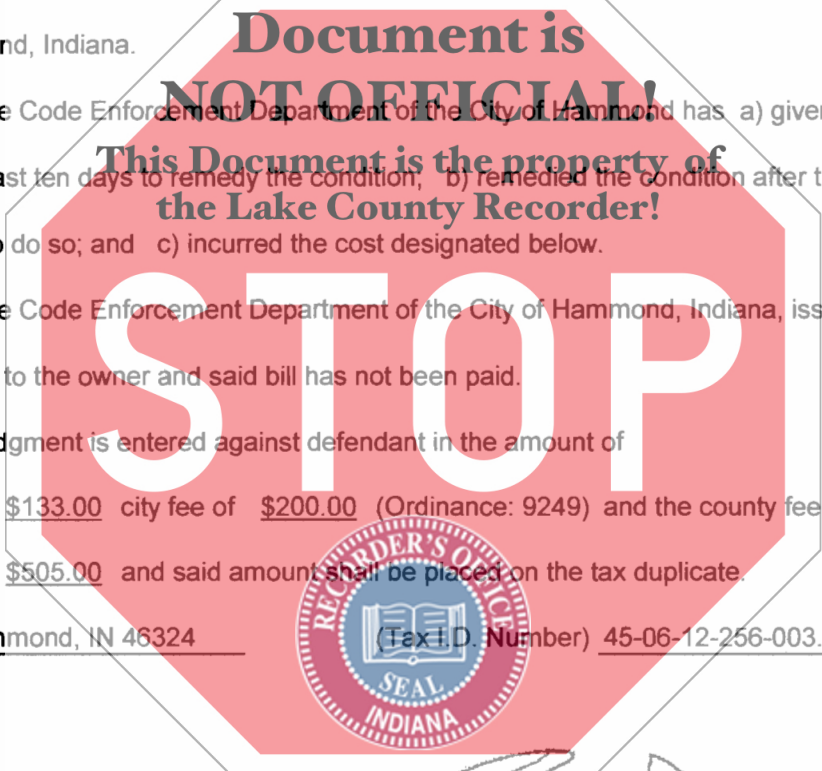 Document is
nd, Indiana.
NOT OFFICIAL!
e Code Enforcement Department of the City of Hammond has a) given
This Document is the property of
ast ten days to remedy the condition; b) remedied the condition after t
the Lake County Recorder!
o do so; and c) incurred the cost designated below.
STOP
e Code Enforcement Department of the City of Hammond, Indiana, iss
to the owner and said bill has not been paid.
dgment is entered against defendant in the amount of
$133.00 city fee of $200.00 (Ordinance: 9249) and the county fee
$505.00 and said amount shall be placed on the tax duplicate.
mmond, IN 46324 (Tax I.D. Number) 45-06-12-256-003.
RECORDER'S OFFICE
SEAL
INDIANA